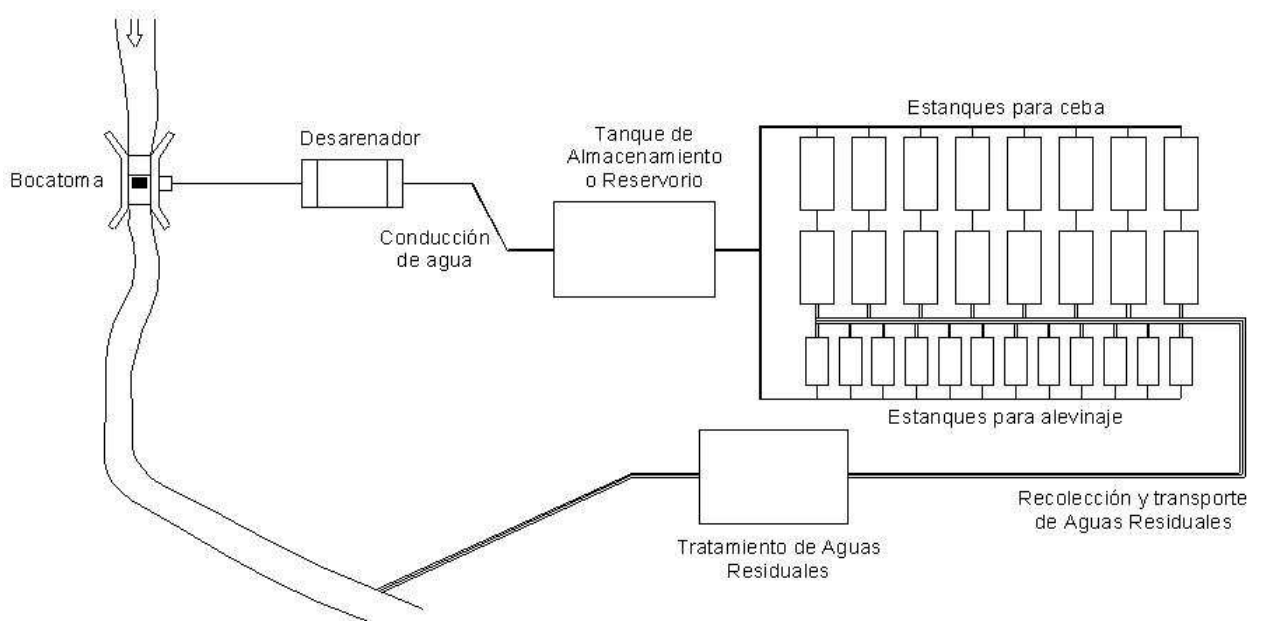 Estanques para ceba
Desarenador
Tanque de
Almacenamiento
o Reservorio
Bocatoma
Conducción
de agua
Estanques para alevinaje
Recolección y transporte
de Aguas Residuales
Tratamiento de Aguas
Residuales